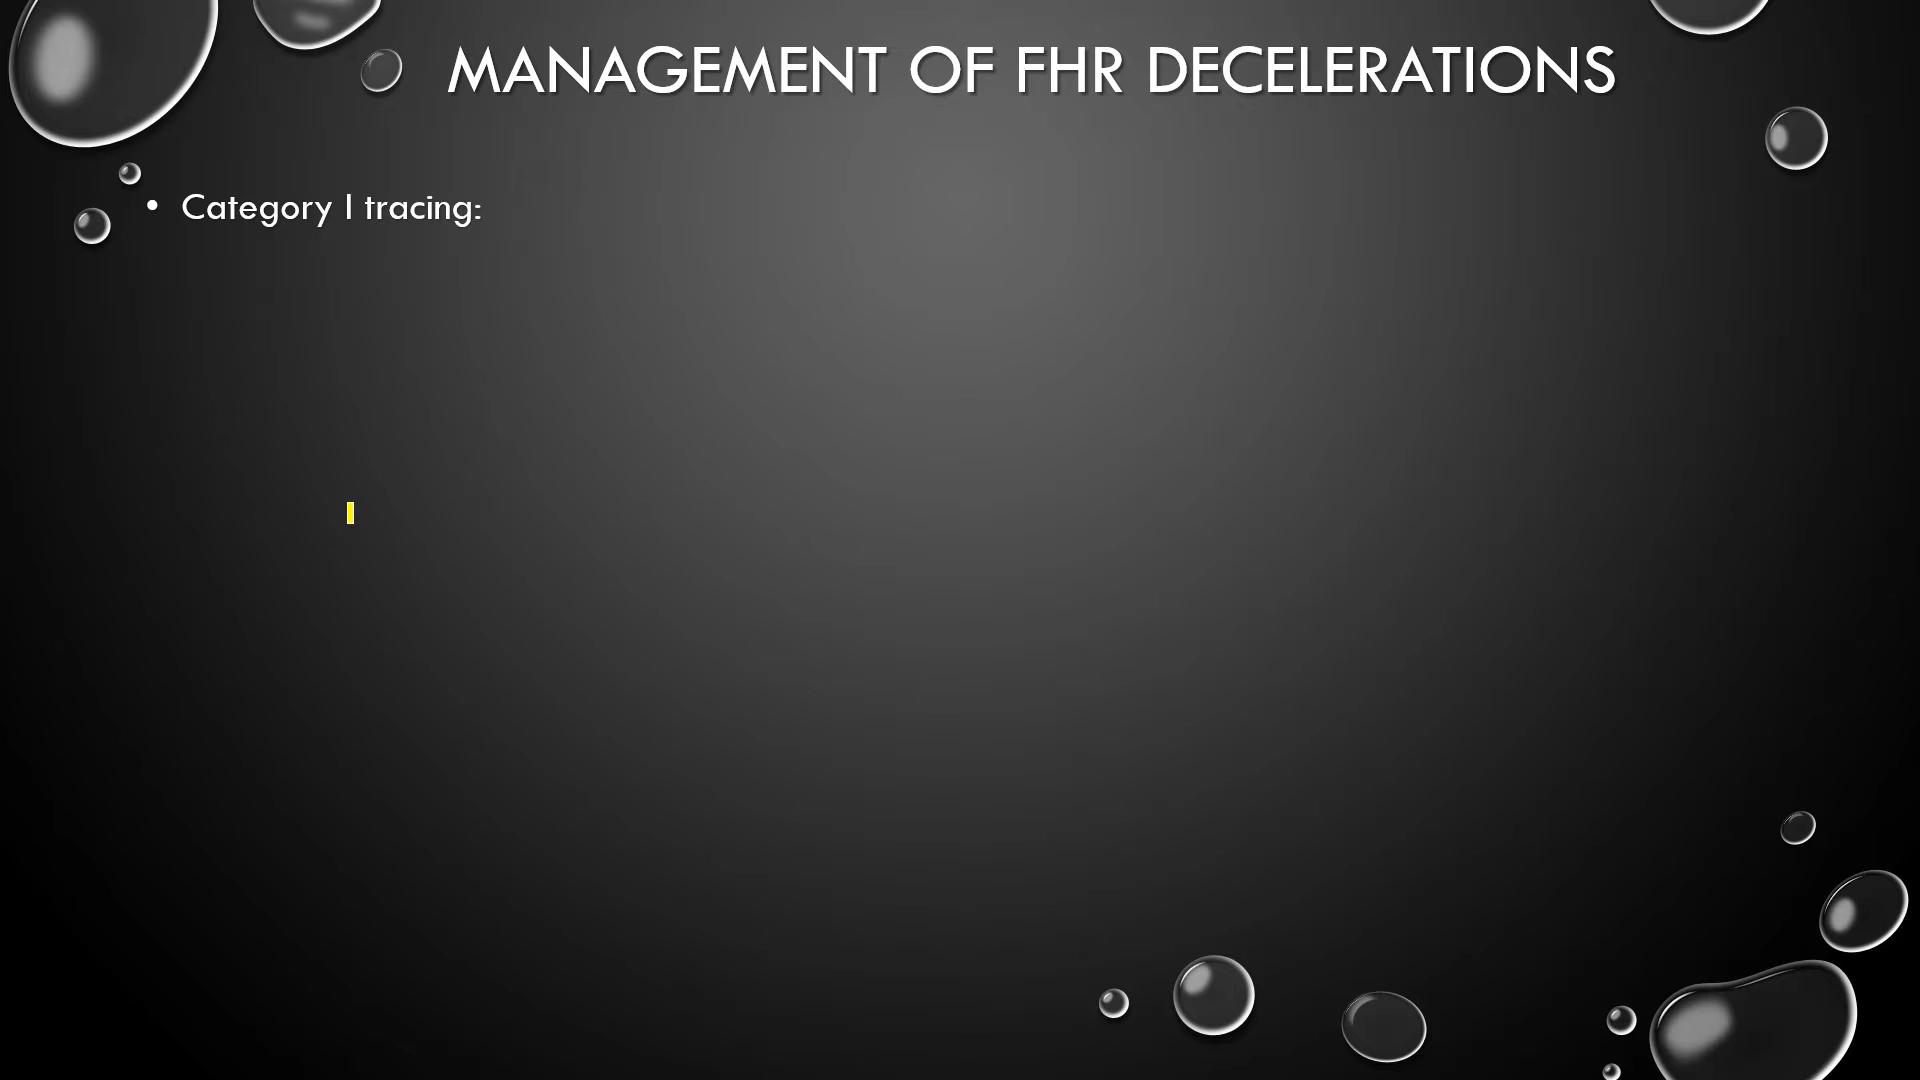 MANAGEMENT OF FHR DECELERATIONS
• Category I tracing: